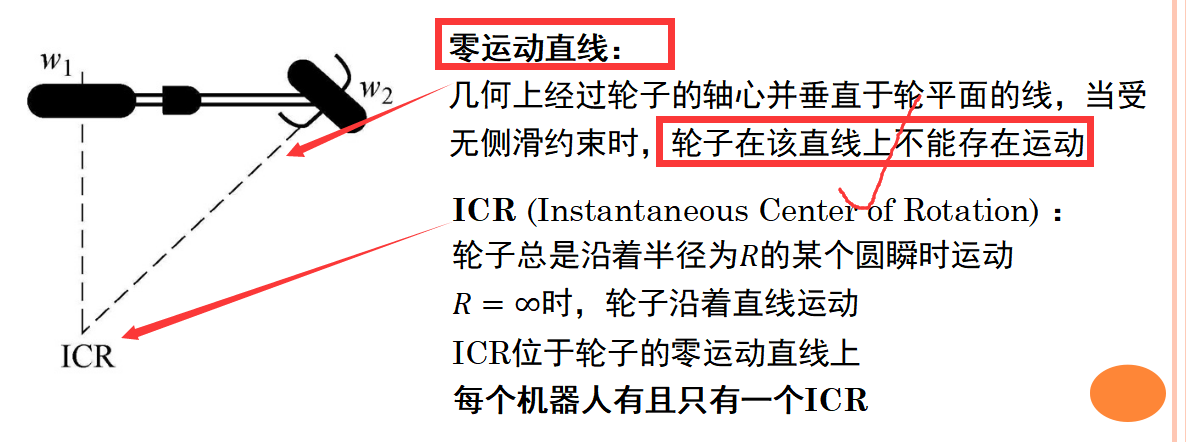 w1
w2
ICR
零运动直线：
几何上经过轮子的轴心并垂直于轮平面的线，当受
无侧滑约束时，轮子在该直线上不能存在运动
ICR (Instantaneous Center of Rotation) ：
轮子总是沿着半径为R的某个圆瞬时运动
R = ∞时，轮子沿着直线运动
ICR位于轮子的零运动直线上
每个机器人有且只有一个ICR